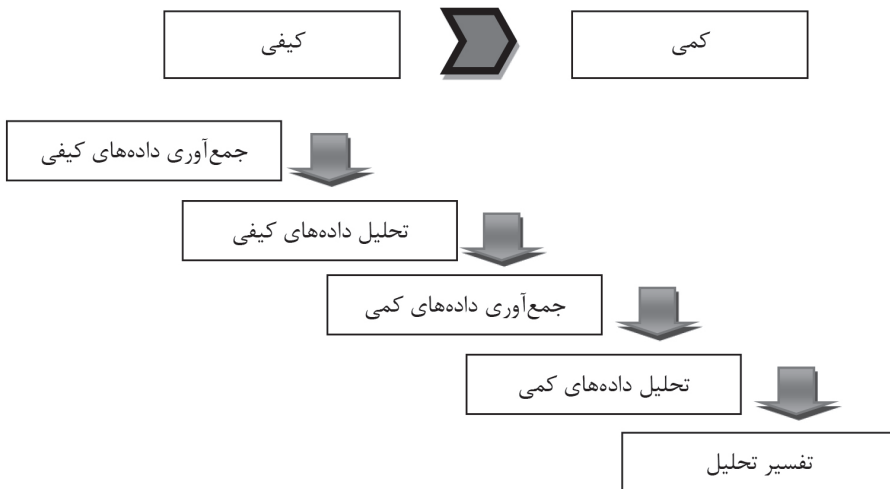 کیفی
کمی
جمع‌آوری داده‌های کیفی
تحلیل داده‌های کیفی
جمع‌آوری داده‌های کمی
تحلیل داده‌های کمی
تفسیر تحلیل